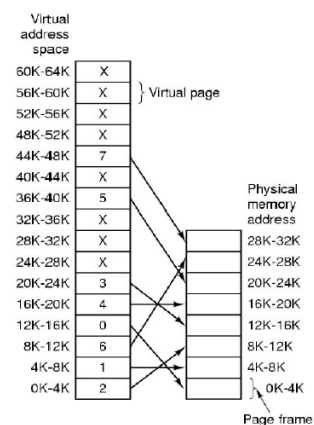 Virtual
address
space
60K-64K X
56K-60K X Virtual page
52K-56K X
48K-52K X
44K-48K 7
40K-44K X
36K-40K 5
32K-36K X
28K-32K X
24K-28K X
20K-24K 3
16K-20K 4
12K-16K 0
8K-12K 6
4K-8K 1
0K-4K 2
Physical
memory
address
28K-32K
24K-28K
20K-24K
16K-20K
12K-16K
8K-12K
4K-8K
0K-4K
Page frame